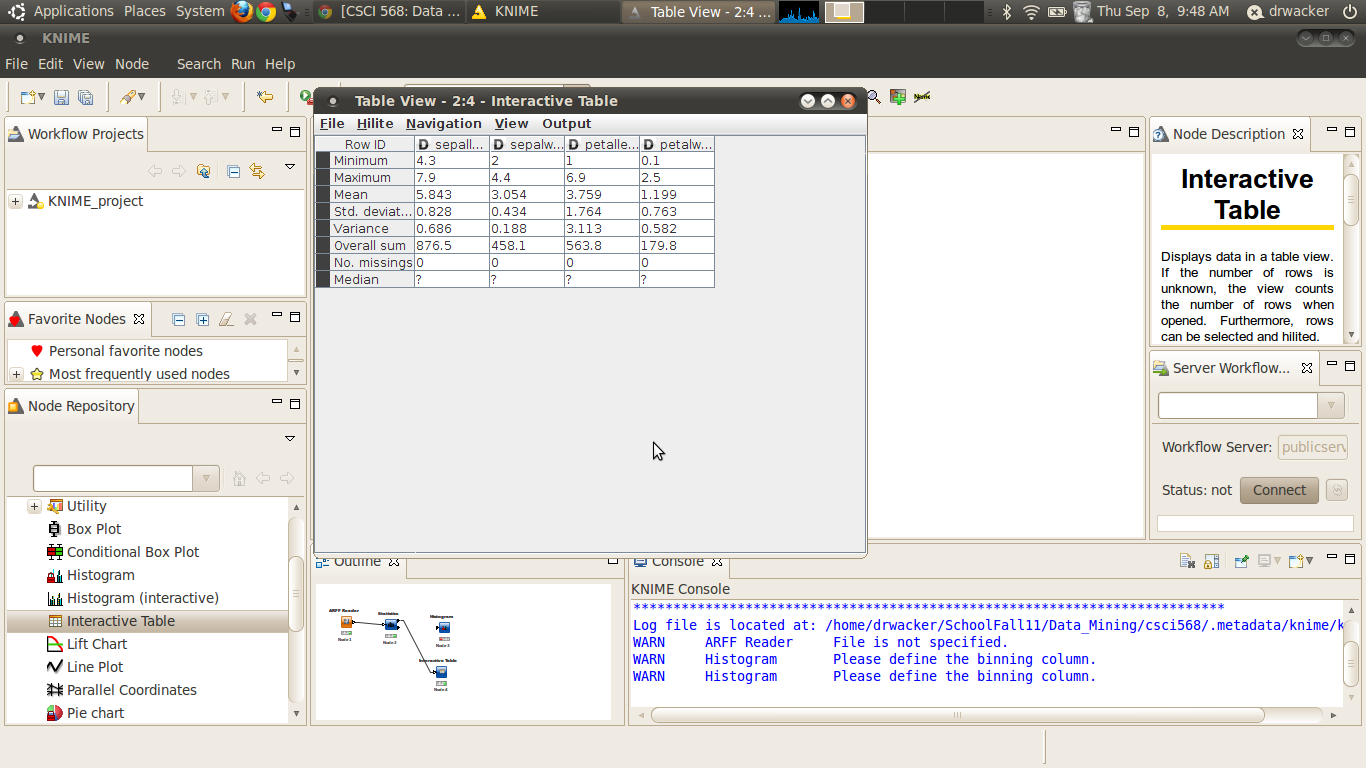 Applications Places System [CSCI 568: Data ... KNIME Table View - 2:4 ... Thu Sep 8, 9:48 AM drwacker
KNIME
File Edit View Node Search Run Help
Workflow Projects
KNIME_project
Favorite Nodes
Personal favorite nodes
Most frequently used nodes
Node Repository
Utility
Box Plot
Conditional Box Plot
Histogram
Histogram (interactive)
Interactive Table
Lift Chart
Line Plot
Parallel Coordinates
Pie chart
Table View - 2:4 - Interactive Table
File Hilite Navigation View Output
Row ID D sepall... D sepalw... D petalle... D petalw...
Minimum 4.3 2 1 0.1
Maximum 7.9 4.4 6.9 2.5
Mean 5.843 3.054 3.759 1.199
Std. deviat... 0.828 0.434 1.764 0.763
Variance 0.686 0.188 3.113 0.582
Overall sum 876.5 458.1 563.8 179.8
No. missings 0 0 0 0
Median ? ? ? ?
Node Description
Interactive
Table
Displays data in a table view.
If the number of rows is
unknown, the view counts
the number of rows when
opened. Furthermore, rows
can be selected and hilited.
Server Workflow...
Workflow Server: publicserv
Status: not Connect
Outline
ARFF Reader
Node 1
Statistics
Node 2
Histogram
Node 3
Interactive Table
Node 4
Console
KNIME Console
**************************************************************************
Log file is located at: /home/drwacker/SchoolFall11/Data_Mining/csci568/.metadata/knime/k
WARN ARFF Reader File is not specified.
WARN Histogram Please define the binning column.
WARN Histogram Please define the binning column.